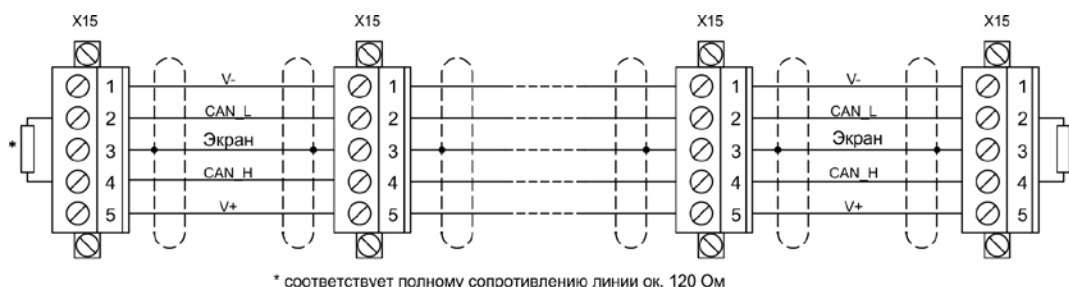 X15 X15 X15 X15
1 V- 1 1 V- 1
2 CAN_L 2 2 CAN_L 2
* 3 Экран 3 3 Экран 3
4 CAN_H 4 4 CAN_H 4
5 V+ 5 5 V+ 5
* соответствует полному сопротивлению линии ок. 120 Ом